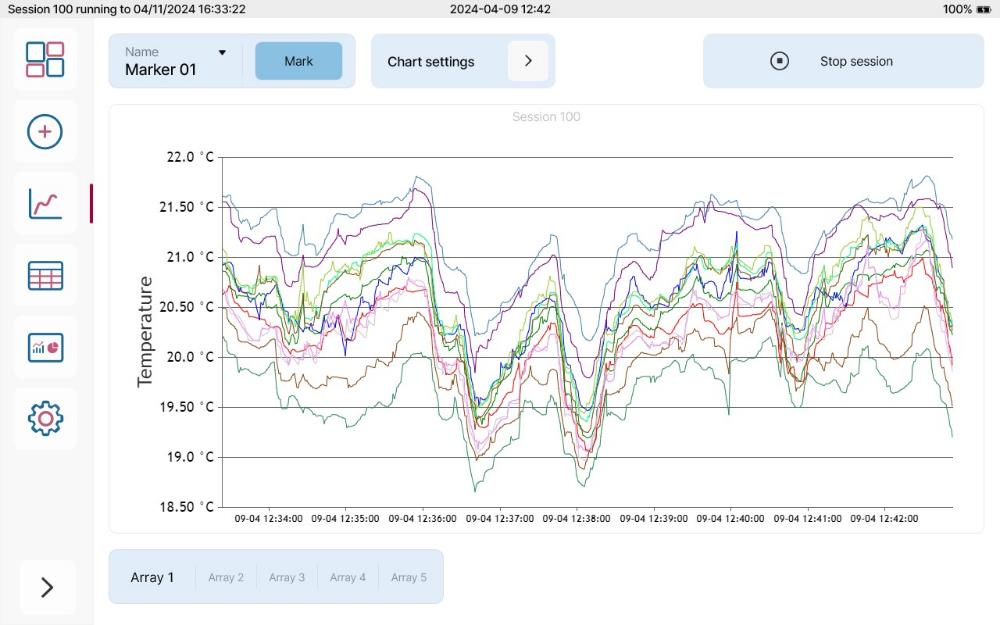 Session 100 running to 04/11/2024 16:33:22
2024-04-09 12:42
100%
Name
Marker 01
Mark
Chart settings
Stop session
Session 100
22.0 °C
21.50 °C
21.0 °C
20.50 °C
20.0 °C
19.50 °C
19.0 °C
18.50 °C
Temperature
09-04 12:34:00 09-04 12:35:00 09-04 12:36:00 09-04 12:37:00 09-04 12:38:00 09-04 12:39:00 09-04 12:40:00 09-04 12:41:00 09-04 12:42:00
Array 1 Array 2 Array 3 Array 4 Array 5